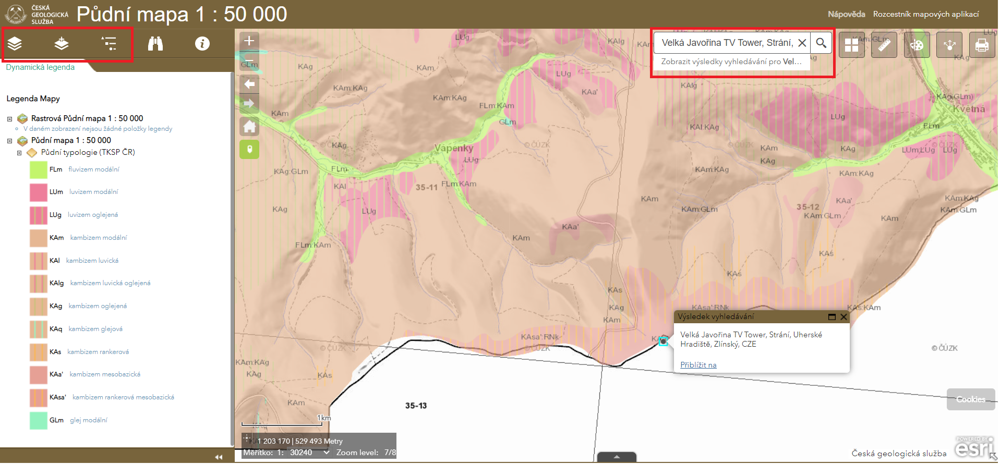 ČESKÁ
GEOLOGICKÁ
SLUŽBA
Půdní mapa 1 : 50 000
Nápověda
Rozcestník mapových aplikací
Dynamická legenda
Legenda Mapy
Rastrová Půdní mapa 1 : 50 000
V daném zobrazení nejsou žádné položky legendy
Půdní mapa 1 : 50 000
Půdní typologie (TKSP ČR)
FLm fluvizem modální
LUm luvizem modální
LUg luvizem oglejená
KAm kambizem modální
KAl kambizem luvická
KAlg kambizem luvická oglejená
KAg kambizem oglejená
KAq kambizem glejová
KAs kambizem rankerová
KAa' kambizem mesobazická
KAsa' kambizem rankerová mesobazická
GLm glej modální
Velká Javořina TV Tower, Strání,
Zobrazit výsledky vyhledávání pro Vel...
LUg
KAlg
GLm
KAg
KAm
LUg
KAlg
KAg
KAm:KAg
KAm:KAg
KAa'
KAg(GLm)
Květná
KAm
FLm:KAm
GLm
LUg
KAl:KAg
FLm
© ČÚZK
KAg
Vápenky
© ČÚZK
© ČÚZK
KAm
KAg
LUm:LUg
LUg
© ČÚZK
LUg
KAg
KAg:GLm
FLm
KAm:KAg
KAm:KAg
KAl
35-11
FLm:KAm
KAm
KAa'
KAm:KAg
KAg
LUg
KAm:GLm
35-12
KAm:GLm
KAm:GLm
KAm
KAa'
KAm
FLm:KAm
KAs
KAs
KAs
KAg
KAsa':RNk
KAs:KAm
KAm
KAsa':RNk
© ČÚZK
© ČÚZK
© ČÚZK
KAm:KAg
KAg
KAs
KAm
35-13
Výsledek vyhledávání
Velká Javořina TV Tower, Strání, Uherské
Hradiště, Zlínský, CZE
Přiblížit na
Cookies
1km
1 203 170 | 529 493 Metry
Měřítko: 1: 30240 Zoom level: 7/8
Česká geologická služba
POWERED BY
esri